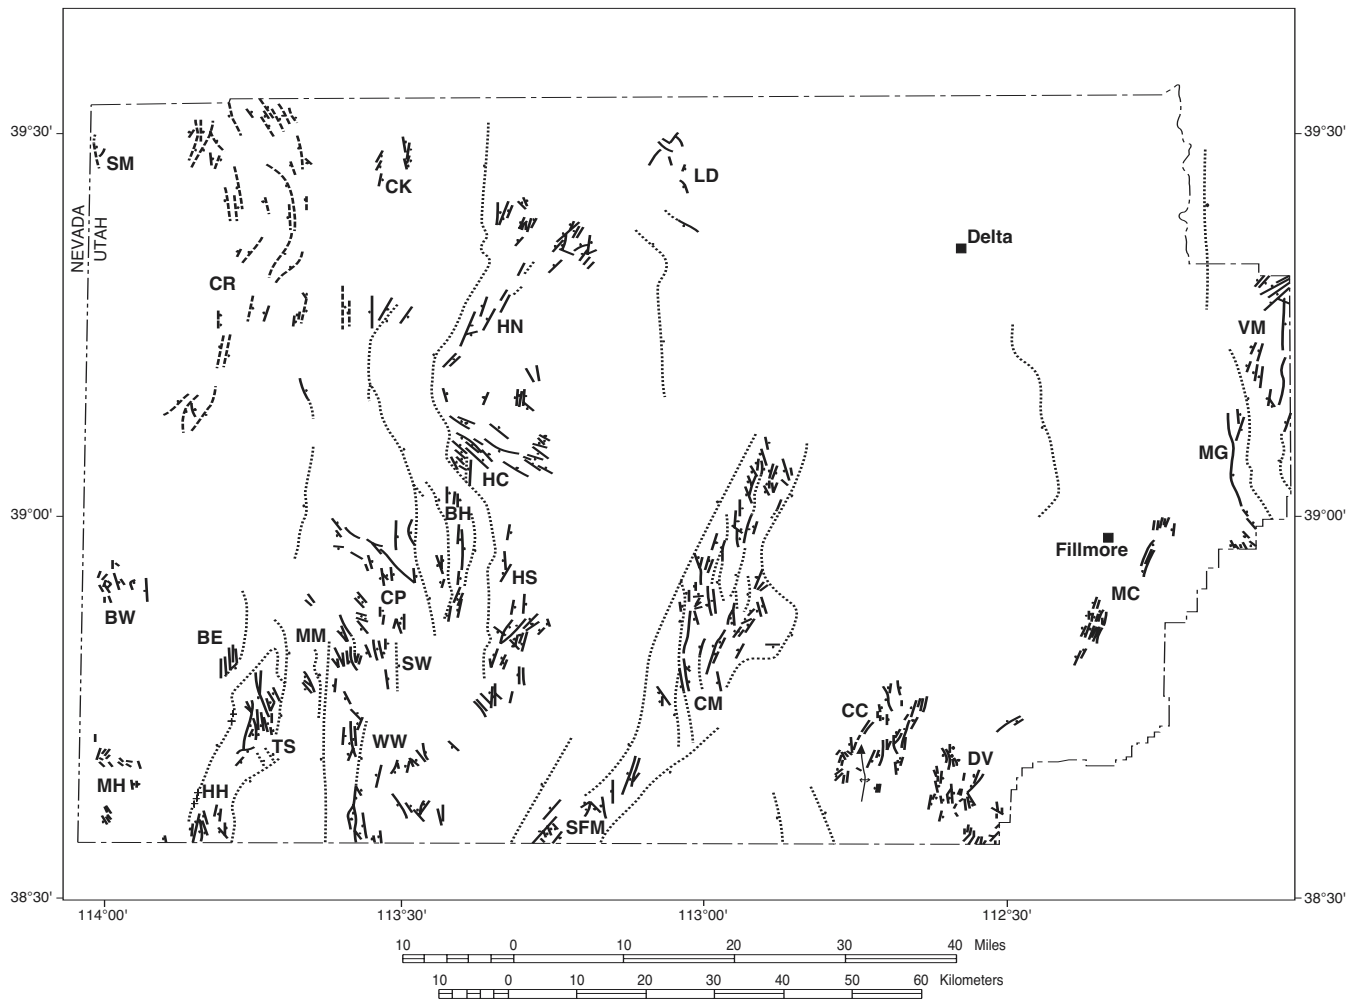 39°30'
39°30'
SM
CK
LD
NEVADA
UTAH
Delta
CR
HN
VM
MG
HC
39°00'
BH
39°00'
Fillmore
HS
CP
MC
BW
BE
MM
SW
CM
CC
TS
WW
DV
MH
HH
SFM
38°30'
38°30'
114°00'
113°30'
113°00'
112°30'
10 0 10 20 30 40 Miles
10 0 10 20 30 40 50 60 Kilometers